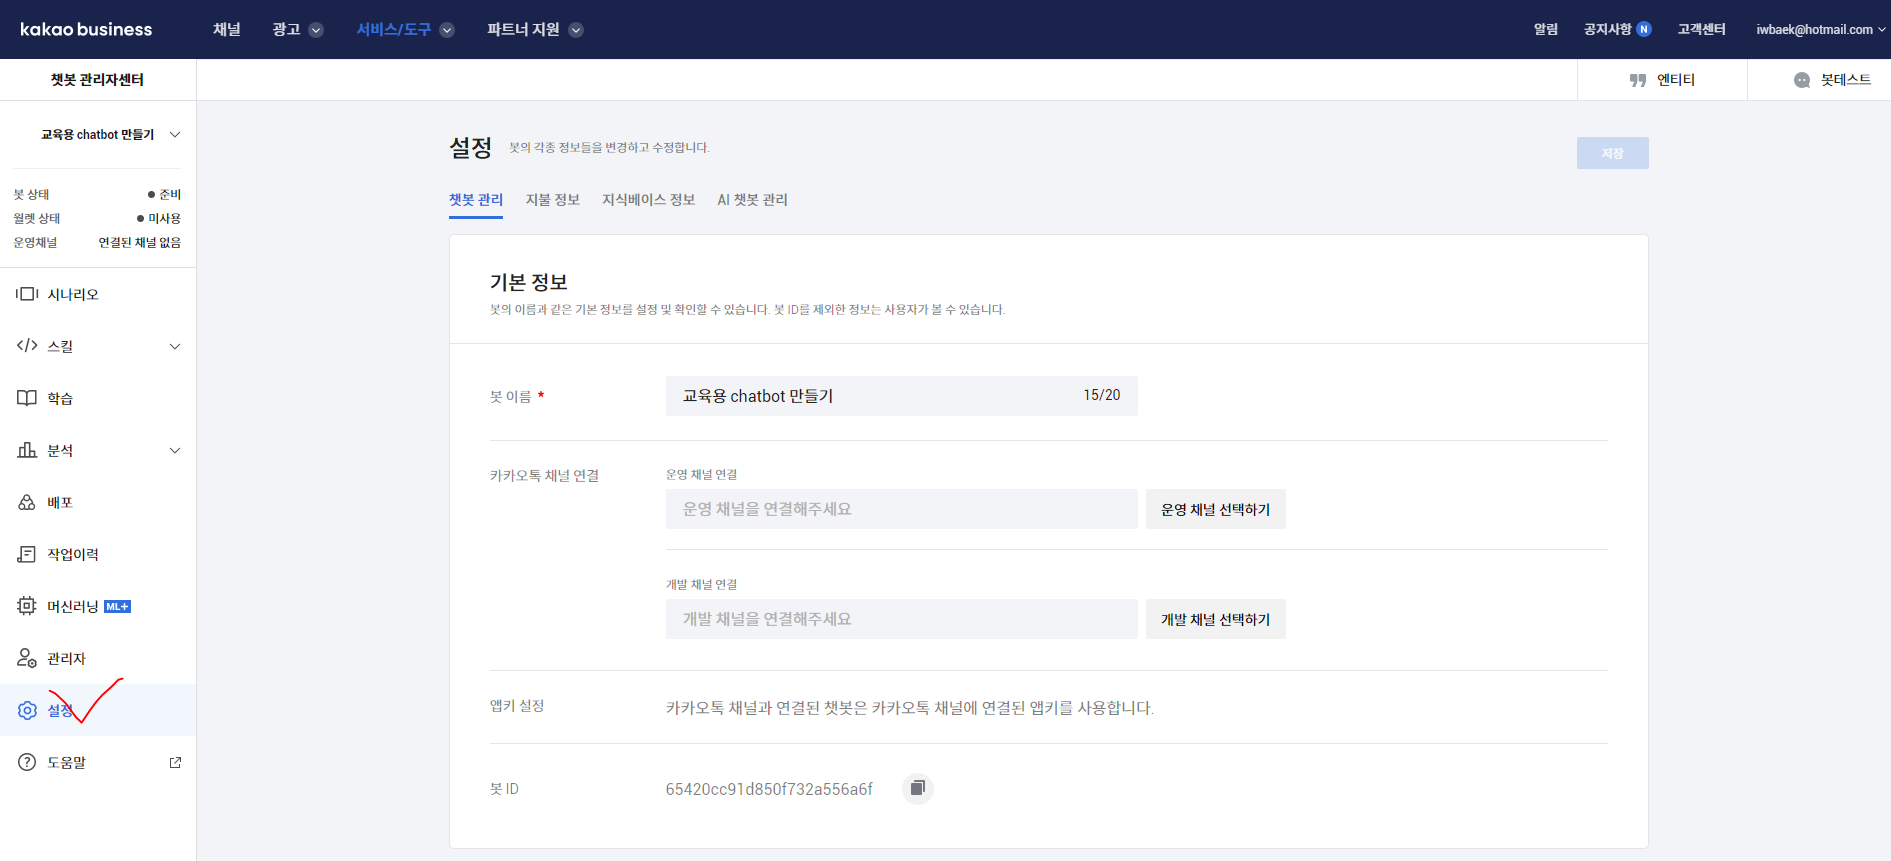 kakao business 채널 광고 서비스/도구 파트너 지원 알림 공지사항 N 고객센터 iwbaek@hotmail.com
챗봇 관리자센터 엔티티 봇테스트
교육용 chatbot 만들기
봇 상태 준비
월렛 상태 미사용
운영채널 연결된 채널 없음
시나리오
스킬
학습
분석
배포
작업이력
머신러닝 ML+
관리자
설정
도움말
설정 봇의 각종 정보들을 변경하고 수정합니다. 저장
챗봇 관리 지불 정보 지식베이스 정보 AI 챗봇 관리
기본 정보
봇의 이름과 같은 기본 정보를 설정 및 확인할 수 있습니다. 봇 ID를 제외한 정보는 사용자가 볼 수 있습니다.
봇 이름 * 교육용 chatbot 만들기 15/20
카카오톡 채널 연결 운영 채널 연결
운영 채널을 연결해주세요 운영 채널 선택하기
개발 채널 연결
개발 채널을 연결해주세요 개발 채널 선택하기
앱키 설정 카카오톡 채널과 연결된 챗봇은 카카오톡 채널에 연결된 앱키를 사용합니다.
봇 ID 65420cc91d850f732a556a6f